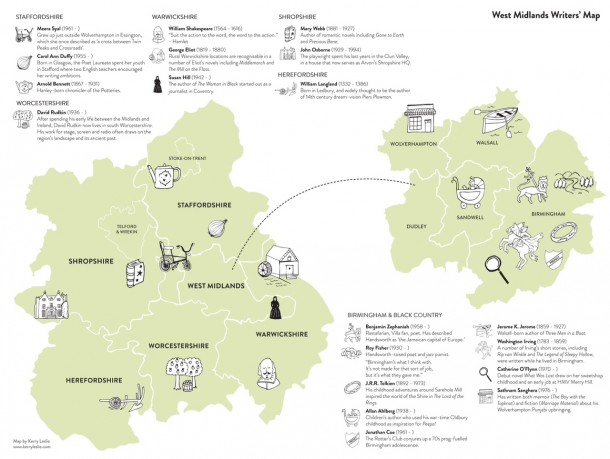 West Midlands Writers' Map
STAFFORDSHIRE
Meera Syal (1961 - )
Grew up just outside Wolverhampton in Essington,
which she once described as 'a cross between Twin
Peaks and Crossroads'.
Carol Ann Duffy (1955 - )
Born in Glasgow, the Poet Laureate spent her youth
in Stafford where two English teachers encouraged
her writing ambitions.
Arnold Bennett (1867 - 1931)
Hanley-born chronicler of the Potteries.
WORCESTERSHIRE
David Rudkin (1936 - )
After spending his early life between the Midlands and
Ireland, David Rudkin now lives in south Worcestershire.
His work for stage, screen and radio often draws on the
region's landscape and its ancient past.
WARWICKSHIRE
William Shakespeare (1564 - 1616)
"Suit the action to the word, the word to the action."
- Hamlet
George Eliot (1819 - 1880)
Rural Warwickshire locations are recognisable in a
number of Eliot's novels including Middlemarch and
The Mill on the Floss.
Susan Hill (1942 - )
The author of The Woman in Black started out as a
journalist in Coventry.
SHROPSHIRE
Mary Webb (1881 - 1927)
Author of romantic novels including Gone to Earth
and Precious Bane.
John Osborne (1929 - 1994)
The playwright spent his last years in the Clun Valley,
in a house that now serves as Arvon's Shropshire HQ.
HEREFORDSHIRE
William Langland (1332 - 1386)
Born in Ledbury, and widely thought to be the author
of 14th century dream-vision Piers Plowman.
STOKE-ON-TRENT
STAFFORDSHIRE
TELFORD
& WREKIN
SHROPSHIRE
WEST MIDLANDS
WORCESTERSHIRE
WARWICKSHIRE
HEREFORDSHIRE
WOLVERHAMPTON
WALSALL
SANDWELL
DUDLEY
BIRMINGHAM
BIRMINGHAM & BLACK COUNTRY
Benjamin Zephaniah (1958 - )
Rastafarian, Villa fan, poet. Has described
Handsworth as 'the Jamaican capital of Europe.'
Roy Fisher (1930 - )
Handsworth-raised poet and jazz pianist.
"Birmingham's what I think with.
It's not made for that sort of job,
but it's what they gave me."
J.R.R. Tolkien (1892 - 1973)
His childhood adventures around Sarehole Mill
inspired the world of the Shire in The Lord of the
Rings.
Allan Ahlberg (1938 - )
Children's author who used his war-time Oldbury
childhood as inspiration for Peepo!
Jonathan Coe (1961 - )
The Rotter's Club conjures up a 70s prog-fuelled
Birmingham adolescence.
Jerome K. Jerome (1859 - 1927)
Walsall-born author of Three Men in a Boat.
Washington Irving (1783 - 1859)
A number of Irving's short stories, including
Rip van Winkle and The Legend of Sleepy Hollow,
were written while he lived in Birmingham.
Catherine O'Flynn (1970 - )
Debut novel What Was Lost drew on her sweetshop
childhood and an early job at HMV Merry Hill.
Sathnam Sanghera (1976 - )
Has written both memoir (The Boy with the
Topknot) and fiction (Marriage Material) about his
Wolverhampton Punjabi upbringing.
Map by Kerry Leslie
www.kerryleslie.com